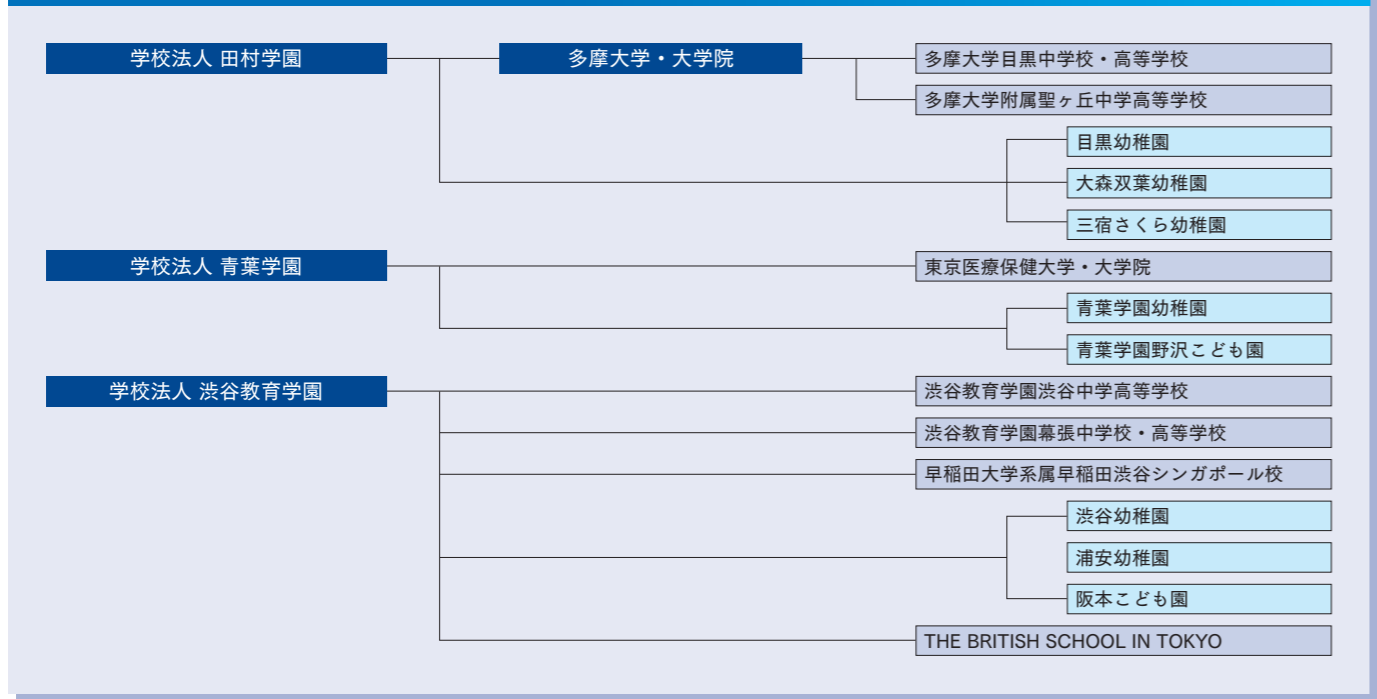 学校法人 田村学園
多摩大学・大学院
多摩大学目黒中学校・高等学校
多摩大学附属聖ヶ丘中学高等学校
目黒幼稚園
大森双葉幼稚園
三宿さくら幼稚園
学校法人 青葉学園
東京医療保健大学・大学院
青葉学園幼稚園
青葉学園野沢こども園
学校法人 渋谷教育学園
渋谷教育学園渋谷中学高等学校
渋谷教育学園幕張中学校・高等学校
早稲田大学系属早稲田渋谷シンガポール校
渋谷幼稚園
浦安幼稚園
阪本こども園
THE BRITISH SCHOOL IN TOKYO